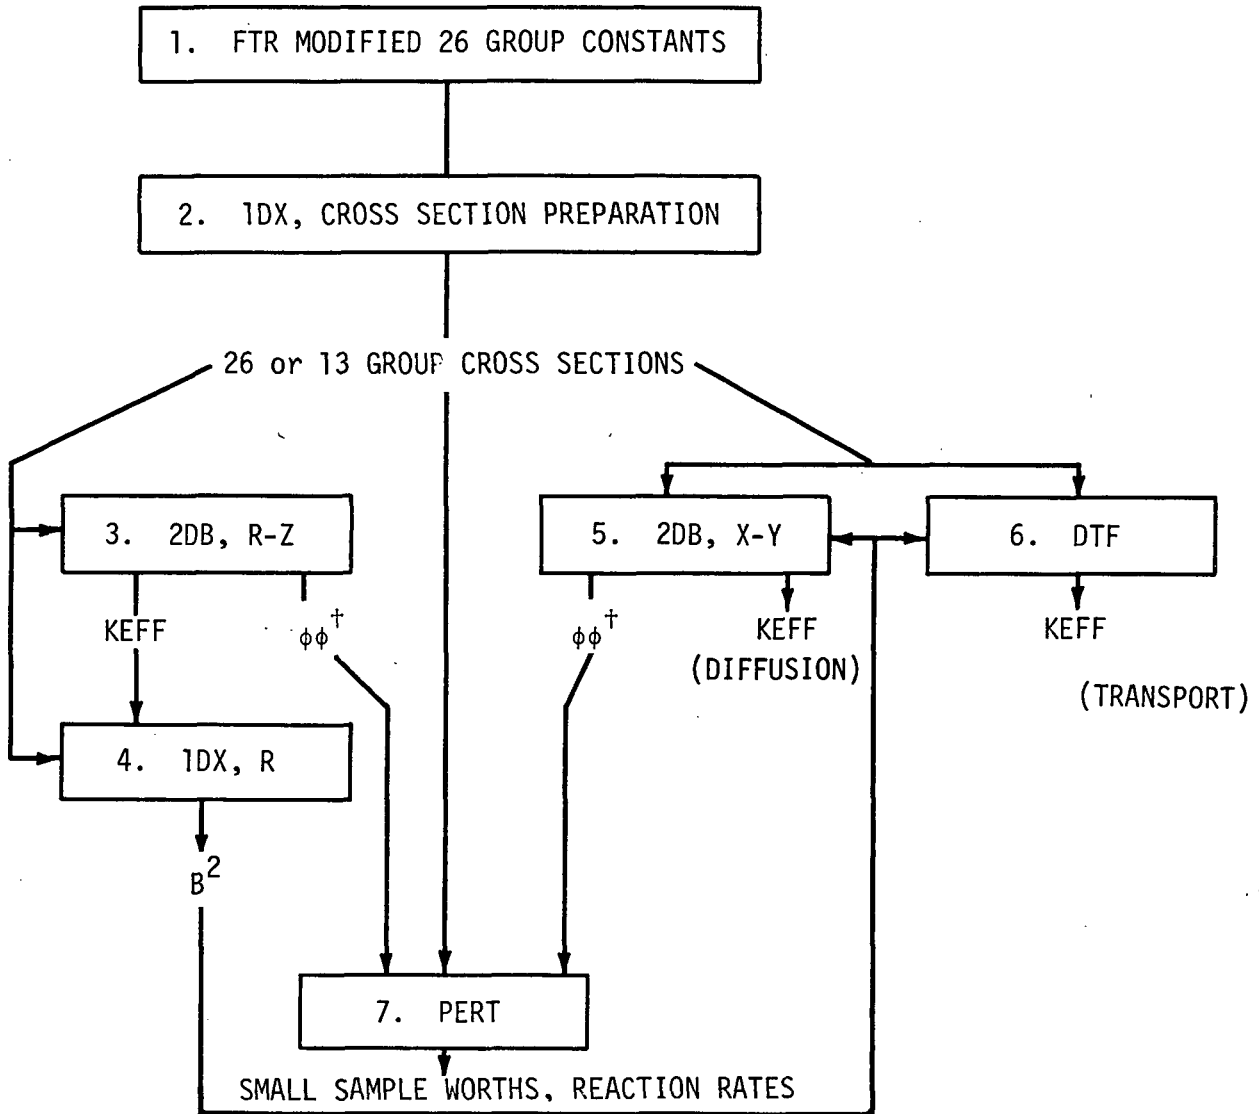 1. FTR MODIFIED 26 GROUP CONSTANTS
2. 1DX, CROSS SECTION PREPARATION
26 or 13 GROUP CROSS SECTIONS
3. 2DB, R-Z
5. 2DB, X-Y
6. DTF
KEFF
ϕϕ†
ϕϕ†
KEFF
(DIFFUSION)
KEFF
(TRANSPORT)
4. 1DX, R
B²
7. PERT
SMALL SAMPLE WORTHS, REACTION RATES